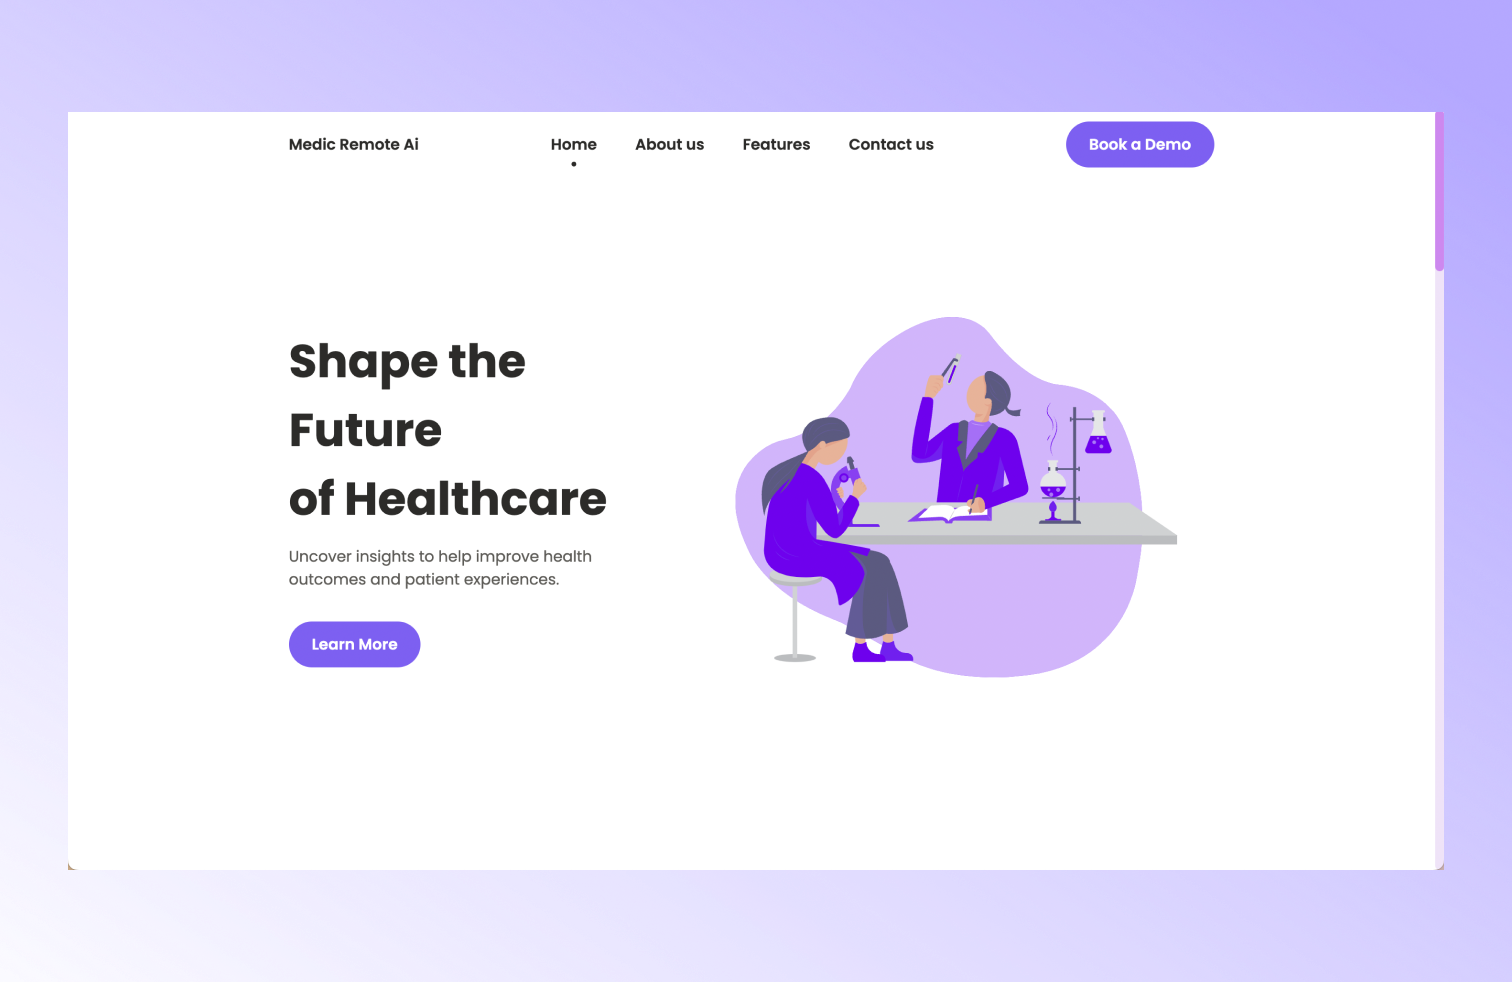 Medic Remote Ai
Home
About us
Features
Contact us
Book a Demo
Shape the
Future
of Healthcare
Uncover insights to help improve health
outcomes and patient experiences.
Learn More